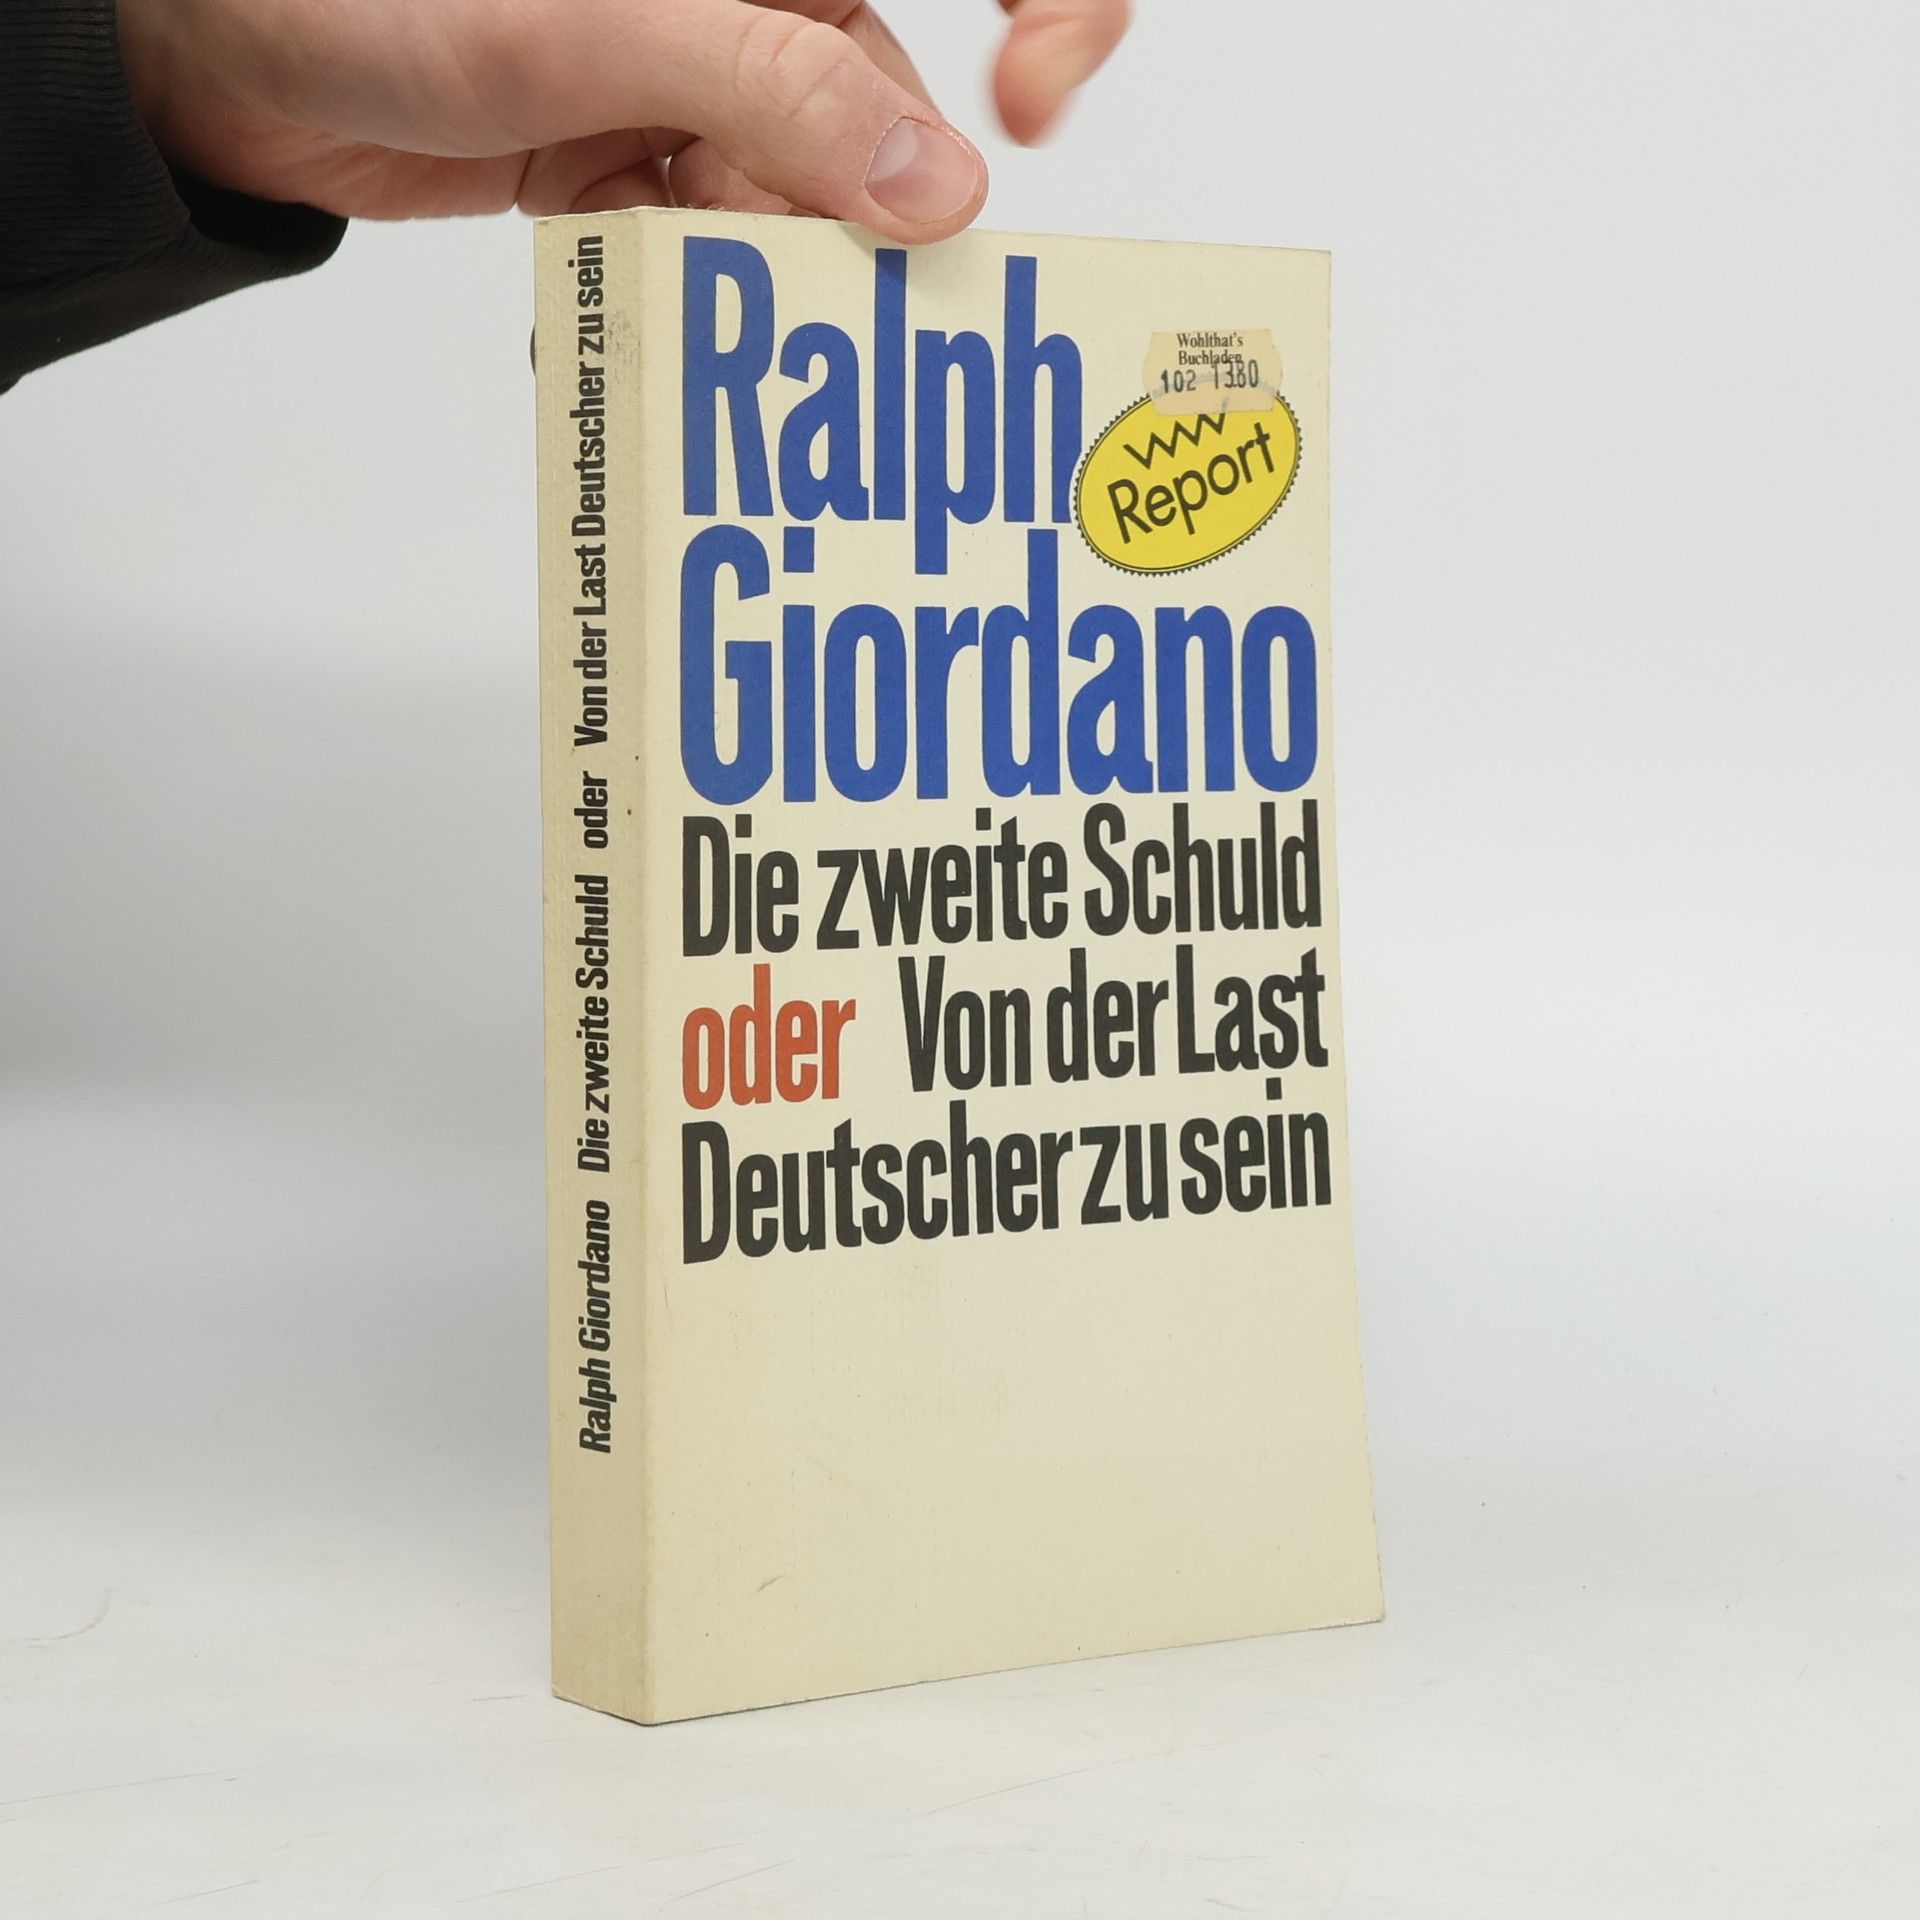 Ralph Giordano Die zweite Schuld oder Von der Last Deutscher zu sein
Ralph
Giordano
Wohlthat's
Buchladen
102 1380
Report
Die zweite Schuld
oder Von der Last
Deutscher zu sein